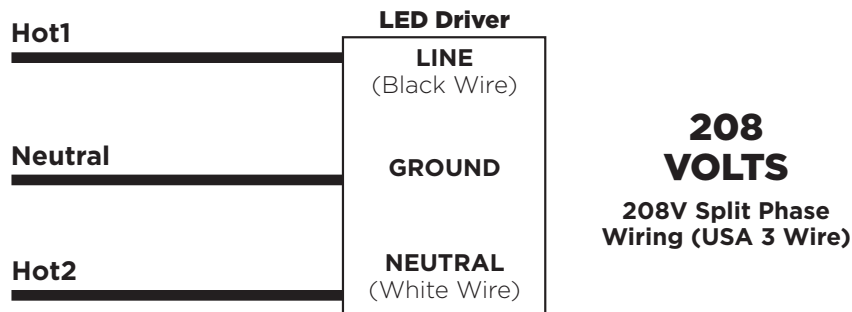 LED Driver
Hot1
LINE
(Black Wire)
Neutral
GROUND
Hot2
NEUTRAL
(White Wire)
208
VOLTS
208V Split Phase
Wiring (USA 3 Wire)